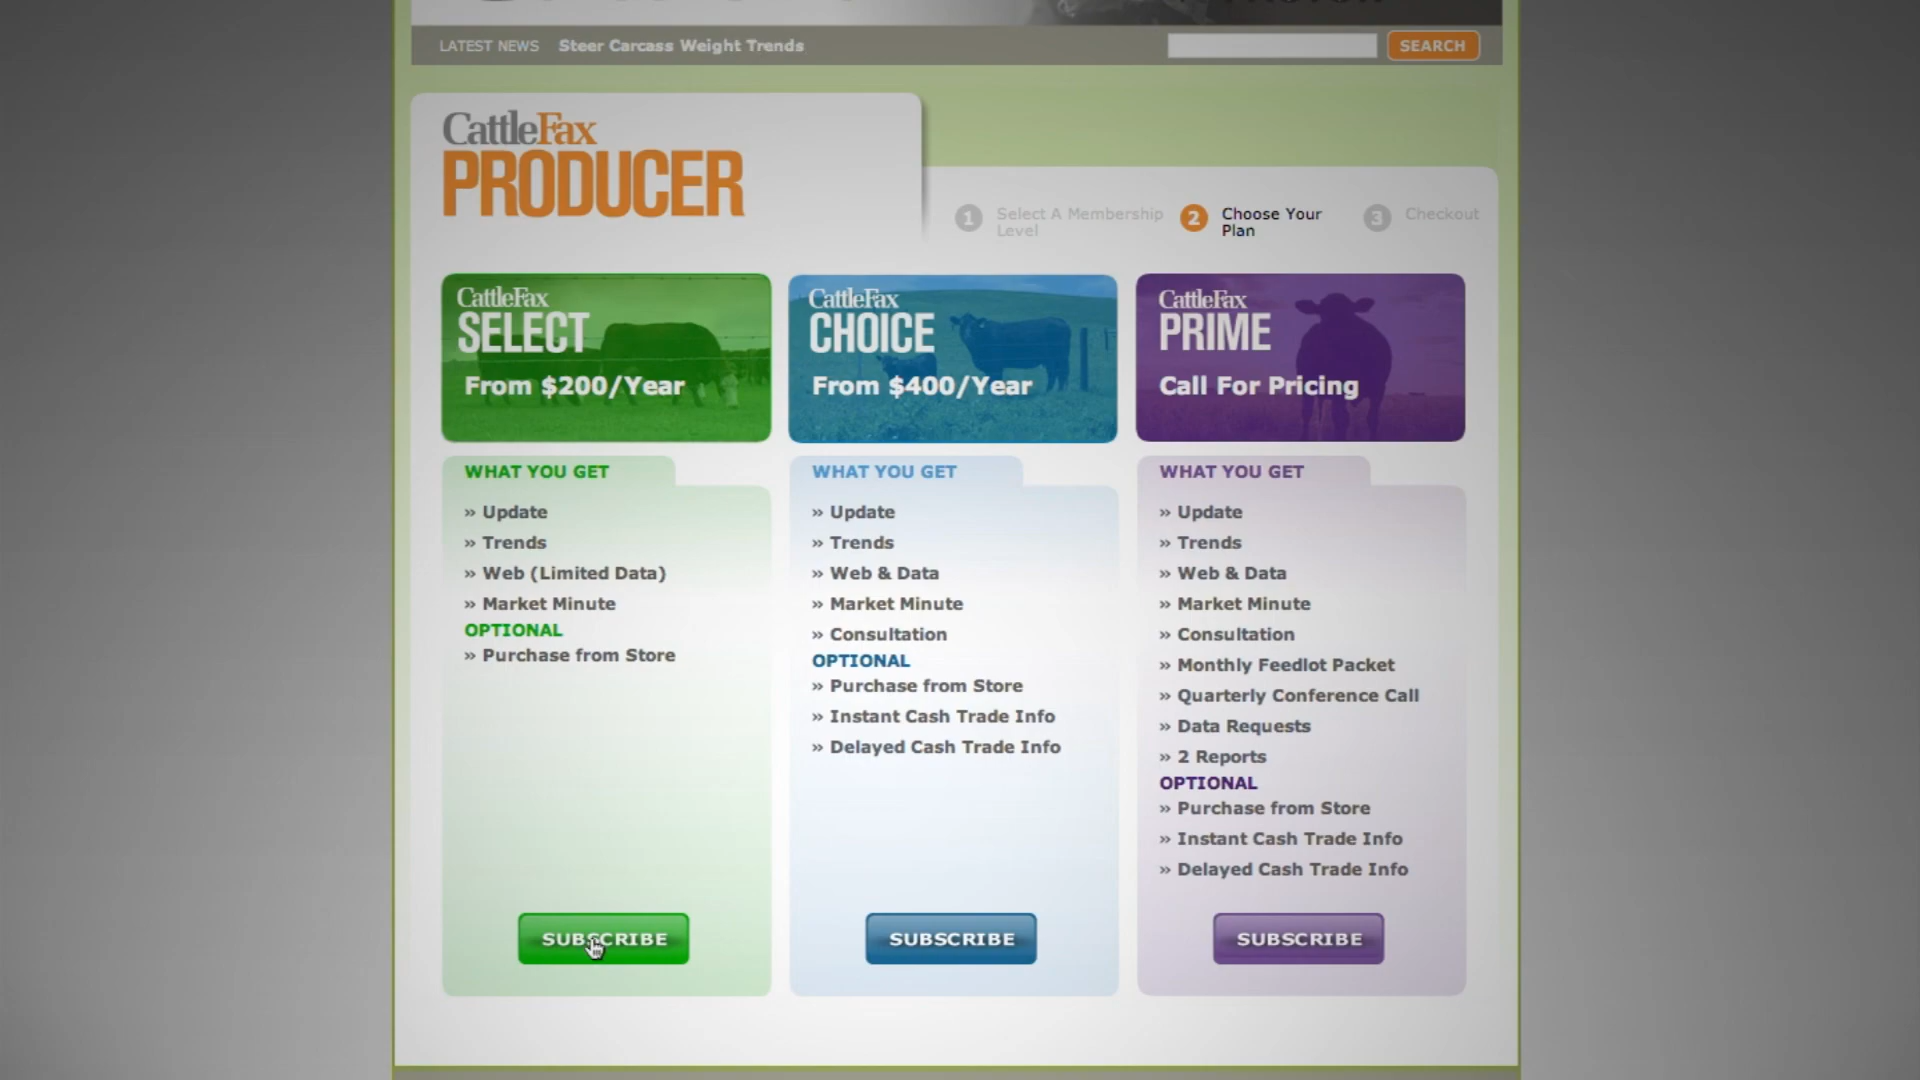 LATEST NEWS Steer Carcass Weight Trends
SEARCH
CattleFax
PRODUCER
1 Select A Membership Level
2 Choose Your Plan
3 Checkout
CattleFax
SELECT
From $200/Year
WHAT YOU GET
» Update
» Trends
» Web (Limited Data)
» Market Minute
OPTIONAL
» Purchase from Store
SUBSCRIBE
CattleFax
CHOICE
From $400/Year
WHAT YOU GET
» Update
» Trends
» Web & Data
» Market Minute
» Consultation
OPTIONAL
» Purchase from Store
» Instant Cash Trade Info
» Delayed Cash Trade Info
SUBSCRIBE
CattleFax
PRIME
Call For Pricing
WHAT YOU GET
» Update
» Trends
» Web & Data
» Market Minute
» Consultation
» Monthly Feedlot Packet
» Quarterly Conference Call
» Data Requests
» 2 Reports
OPTIONAL
» Purchase from Store
» Instant Cash Trade Info
» Delayed Cash Trade Info
SUBSCRIBE